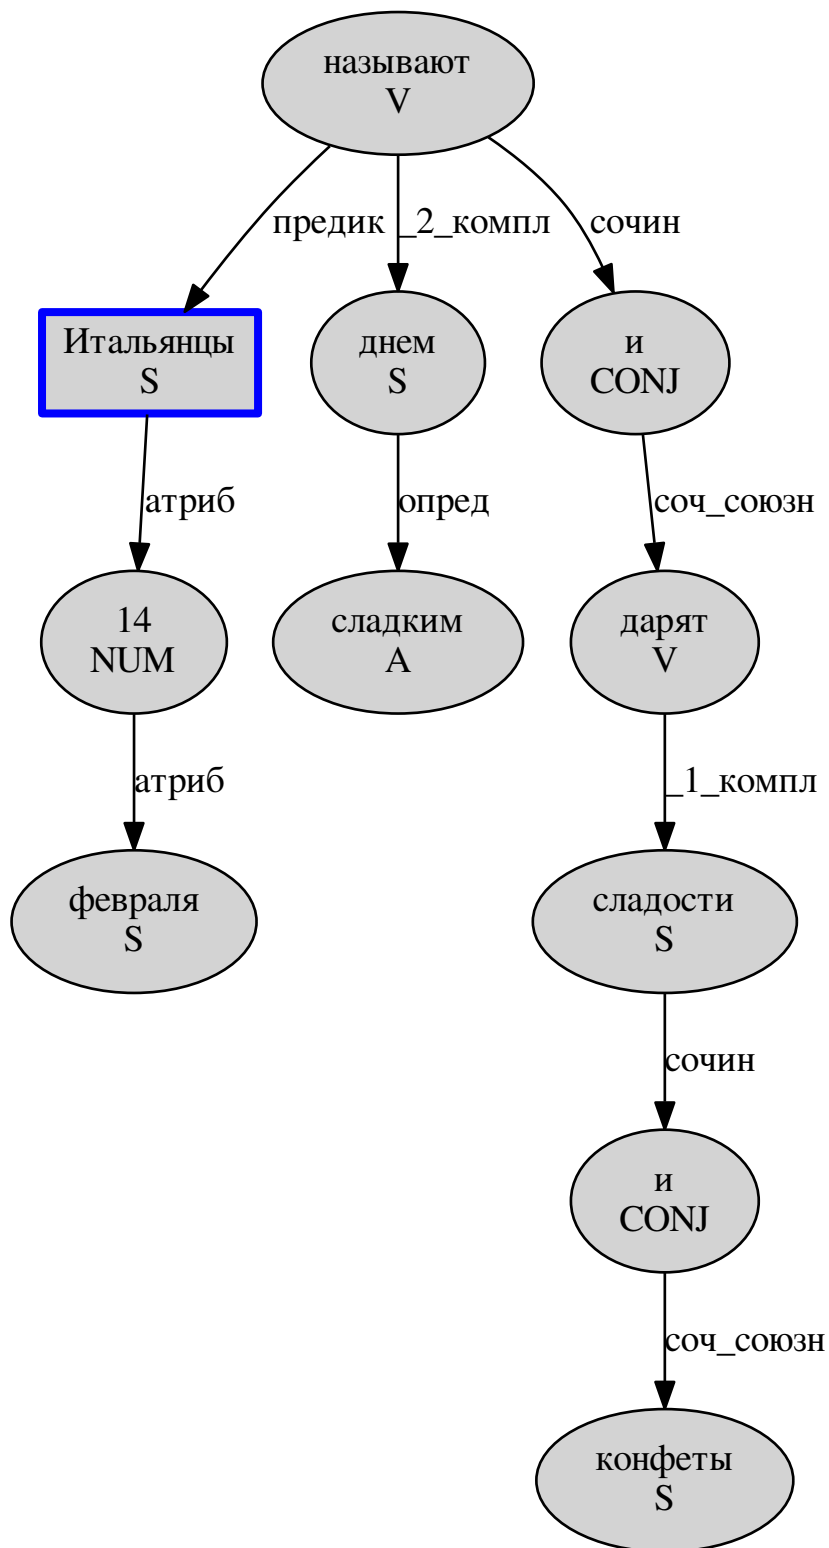 называют
V
предик
_2_компл
сочин
Итальянцы
S
днем
S
и
CONJ
атриб
опред
соч_союзн
14
NUM
сладким
A
дарят
V
атриб
_1_компл
февраля
S
сладости
S
сочин
и
CONJ
соч_союзн
конфеты
S